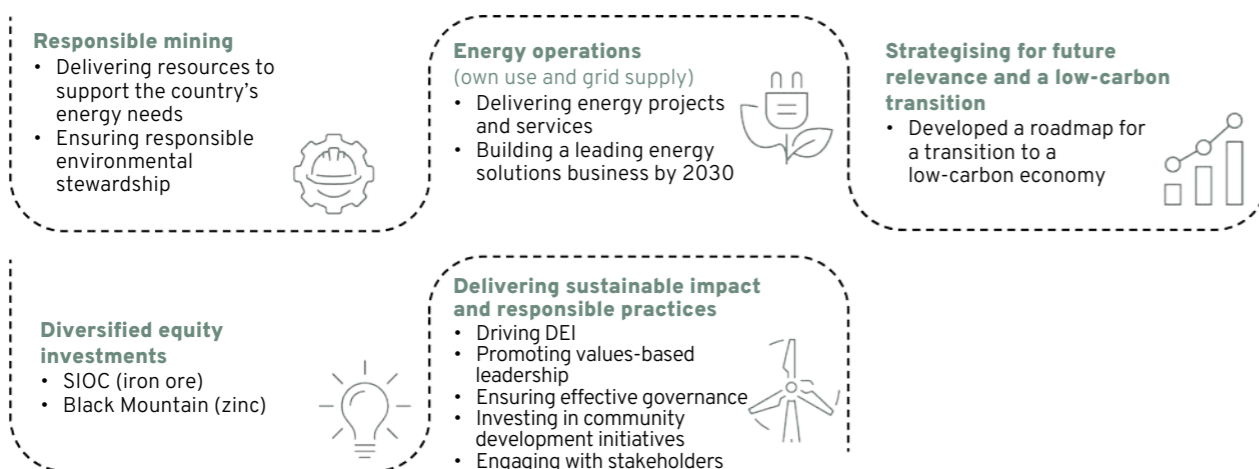 Responsible mining
• Delivering resources to
support the country's
energy needs
• Ensuring responsible
environmental
stewardship
Energy operations
(own use and grid supply)
• Delivering energy projects
and services
• Building a leading energy
solutions business by 2030
Strategising for future
relevance and a low-carbon
transition
• Developed a roadmap for
a transition to a
low-carbon economy
Diversified equity
investments
• SIOC (iron ore)
• Black Mountain (zinc)
Delivering sustainable impact
and responsible practices
• Driving DEI
• Promoting values-based
leadership
• Ensuring effective governance
• Investing in community
development initiatives
• Engaging with stakeholders